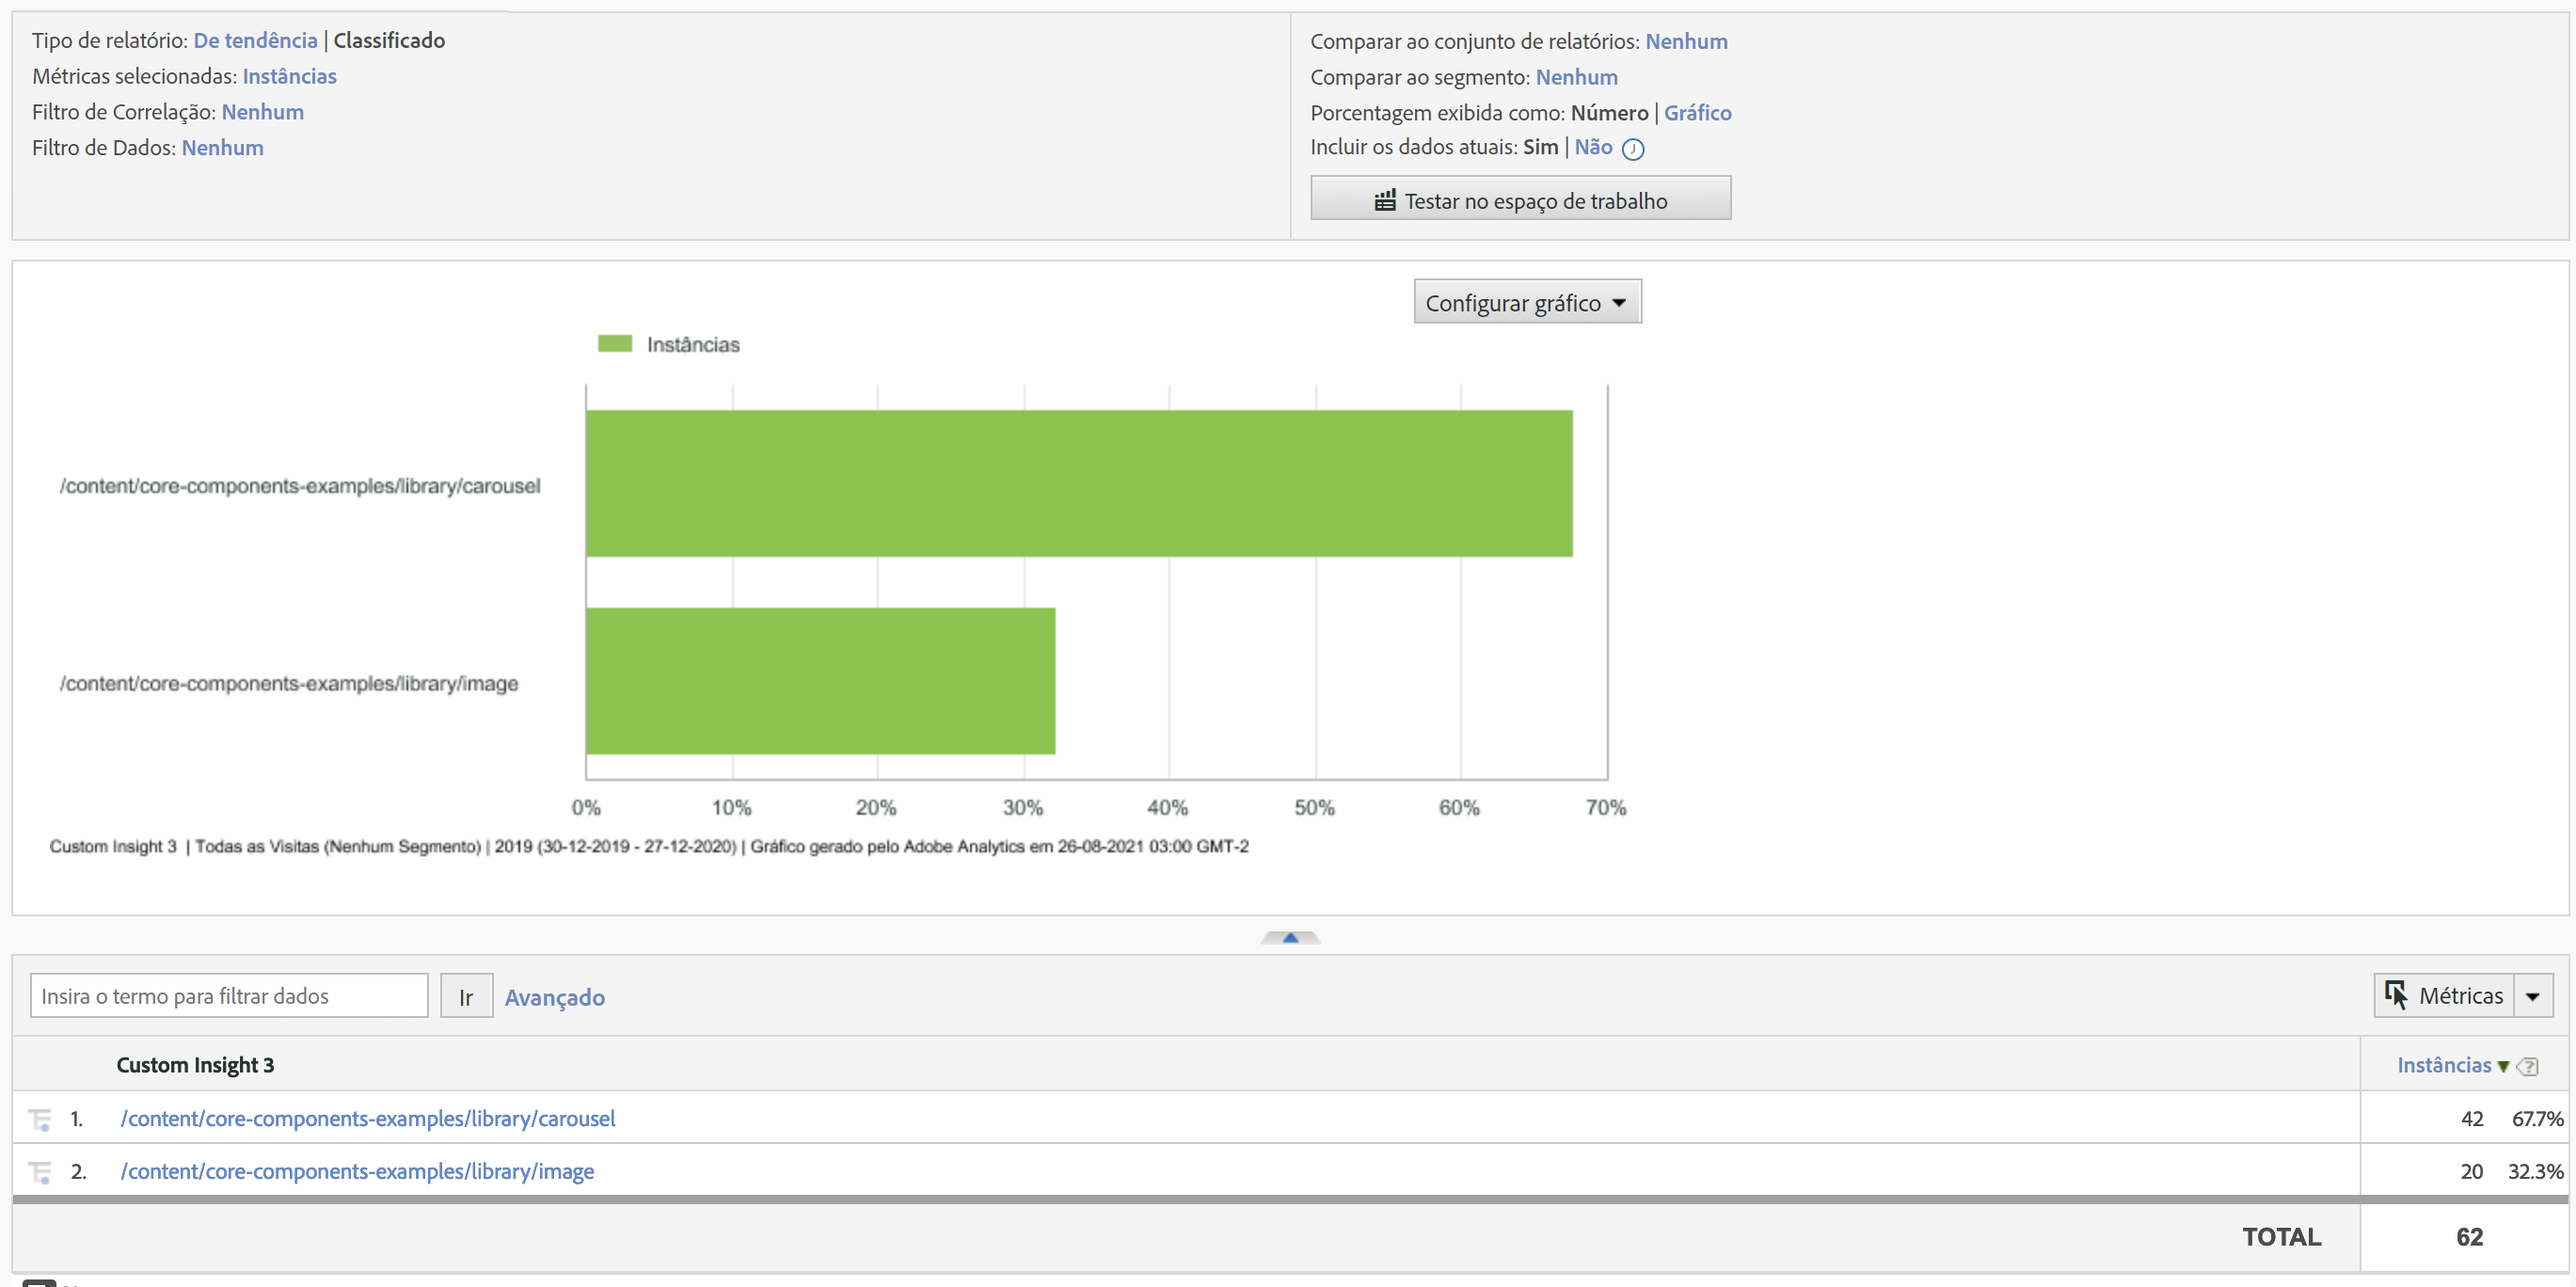 Tipo de relatório: De tendência | Classificado
Métricas selecionadas: Instâncias
Filtro de Correlação: Nenhum
Filtro de Dados: Nenhum
Comparar ao conjunto de relatórios: Nenhum
Comparar ao segmento: Nenhum
Porcentagem exibida como: Número | Gráfico
Incluir os dados atuais: Sim | Não
Testar no espaço de trabalho
Configurar gráfico
Instâncias
/content/core-components-examples/library/carousel
/content/core-components-examples/library/image
0% 10% 20% 30% 40% 50% 60% 70%
Custom Insight 3 | Todas as Visitas (Nenhum Segmento) | 2019 (30-12-2019 - 27-12-2020) | Gráfico gerado pelo Adobe Analytics em 26-08-2021 03:00 GMT-2
Insira o termo para filtrar dados Ir Avançado Métricas
Custom Insight 3 Instâncias
1. /content/core-components-examples/library/carousel 42 67.7%
2. /content/core-components-examples/library/image 20 32.3%
TOTAL 62